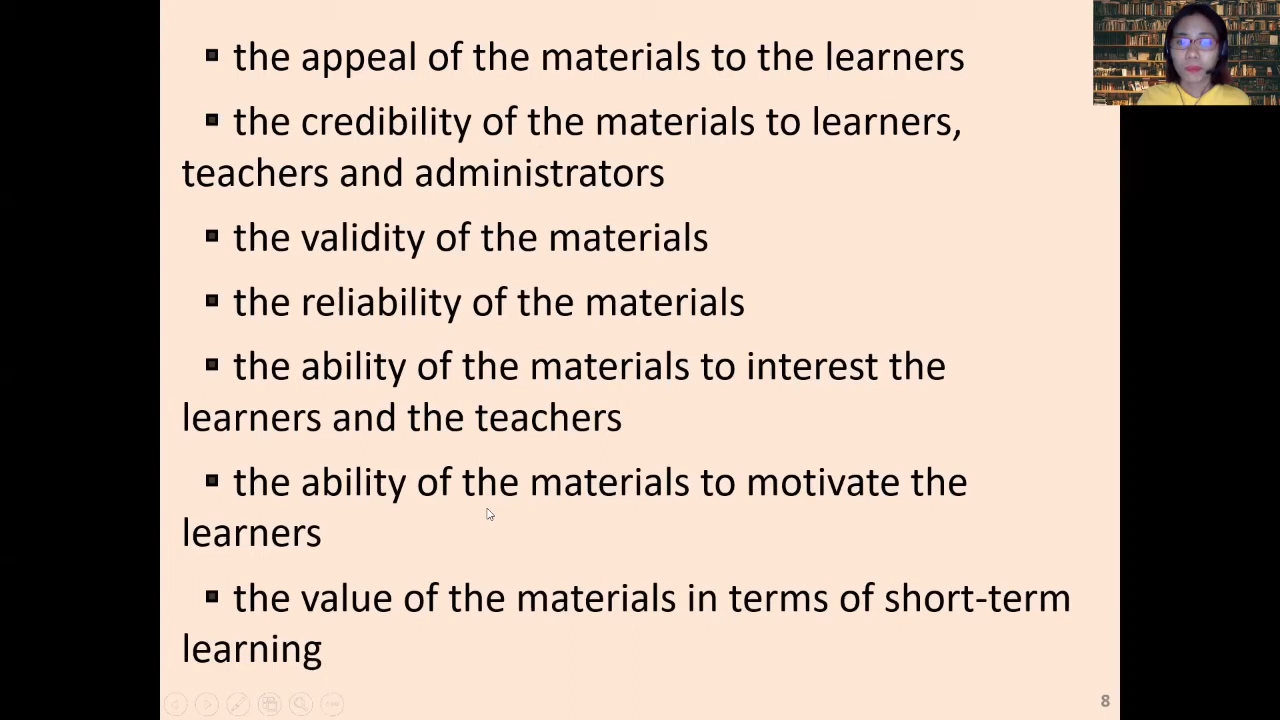 ▪ the appeal of the materials to the learners
▪ the credibility of the materials to learners,
teachers and administrators
▪ the validity of the materials
▪ the reliability of the materials
▪ the ability of the materials to interest the
learners and the teachers
▪ the ability of the materials to motivate the
learners
▪ the value of the materials in terms of short-term
learning
8